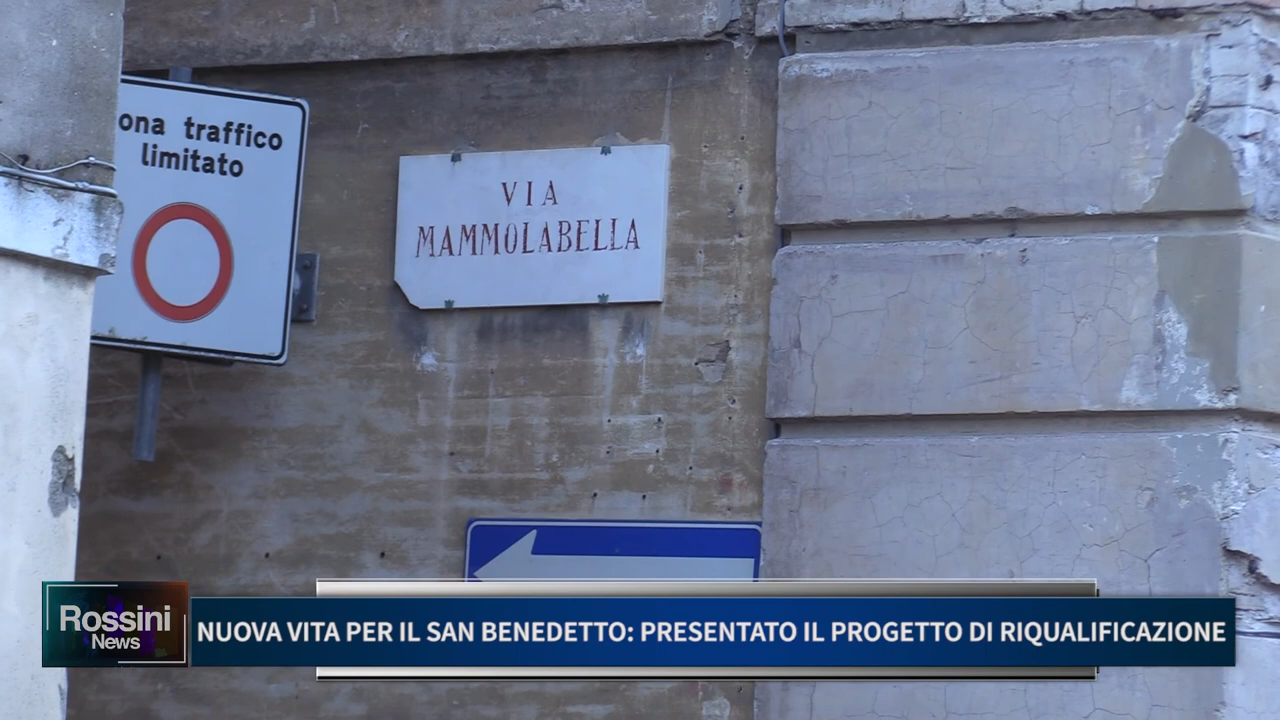 ona traffico
limitato
VIA
MAMMOLABELLA
Rossini
News
NUOVA VITA PER IL SAN BENEDETTO: PRESENTATO IL PROGETTO DI RIQUALIFICAZIONE